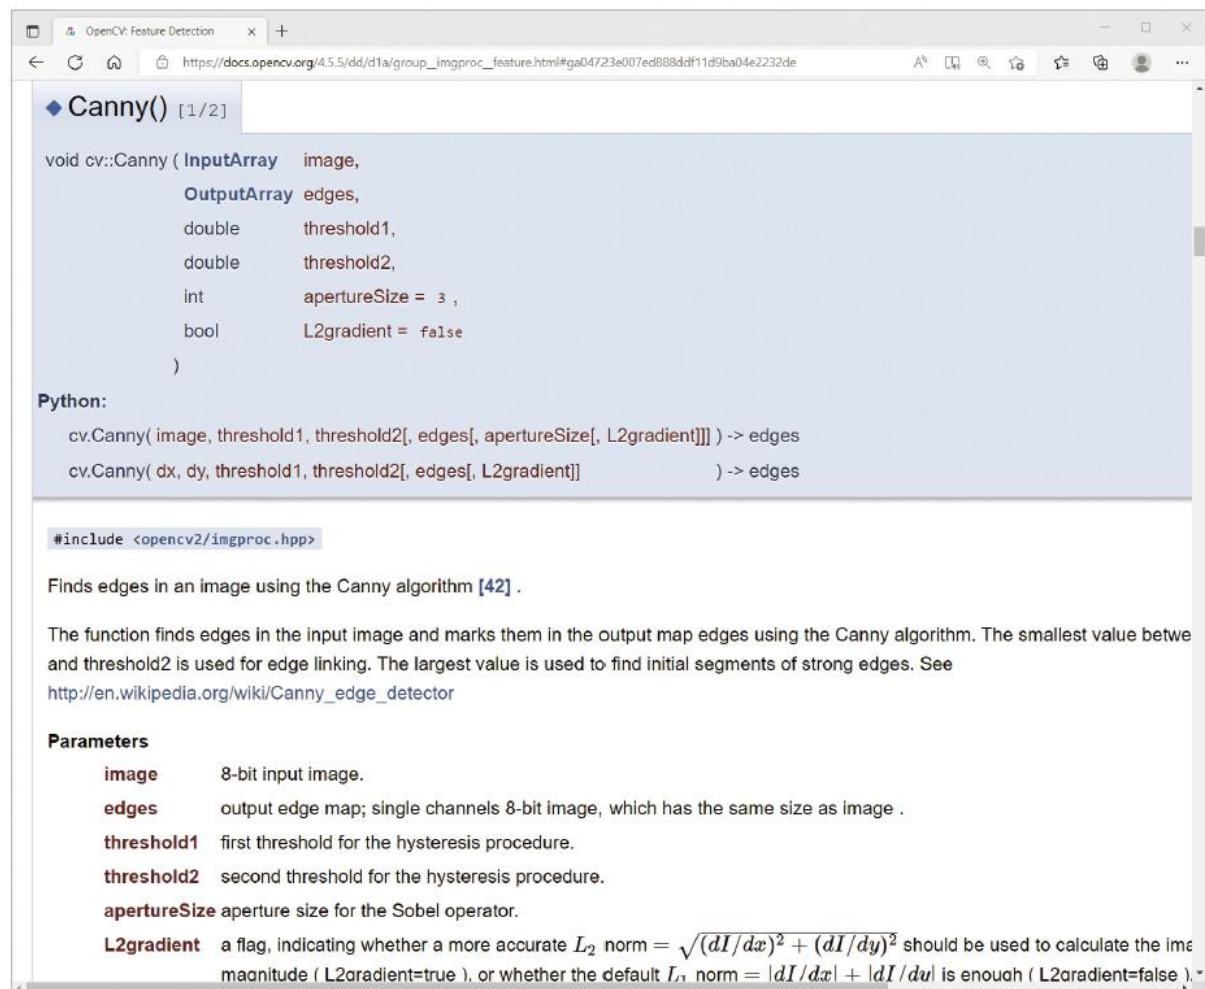 OpenCV: Feature Detection
https://docs.opencv.org/4.5.5/dd/d1a/group__imgproc__feature.html#ga04723e007ed888ddf11d9ba04e2232de
Canny() [1/2]
void cv::Canny ( InputArray image,
OutputArray edges,
double threshold1,
double threshold2,
int apertureSize = 3 ,
bool L2gradient = false
)
Python:
cv.Canny( image, threshold1, threshold2[, edges[, apertureSize[, L2gradient]]] ) -> edges
cv.Canny( dx, dy, threshold1, threshold2[, edges[, L2gradient]] ) -> edges
#include <opencv2/imgproc.hpp>
Finds edges in an image using the Canny algorithm [42] .
The function finds edges in the input image and marks them in the output map edges using the Canny algorithm. The smallest value betwe
and threshold2 is used for edge linking. The largest value is used to find initial segments of strong edges. See
http://en.wikipedia.org/wiki/Canny_edge_detector
Parameters
image 8-bit input image.
edges output edge map; single channels 8-bit image, which has the same size as image .
threshold1 first threshold for the hysteresis procedure.
threshold2 second threshold for the hysteresis procedure.
apertureSize aperture size for the Sobel operator.
L2gradient a flag, indicating whether a more accurate L₂ norm = √((dI/dx)² + (dI/dy)²) should be used to calculate the ima
magnitude ( L2gradient=true ), or whether the default L₁ norm = |dI/dx| + |dI/dy| is enough ( L2gradient=false ).